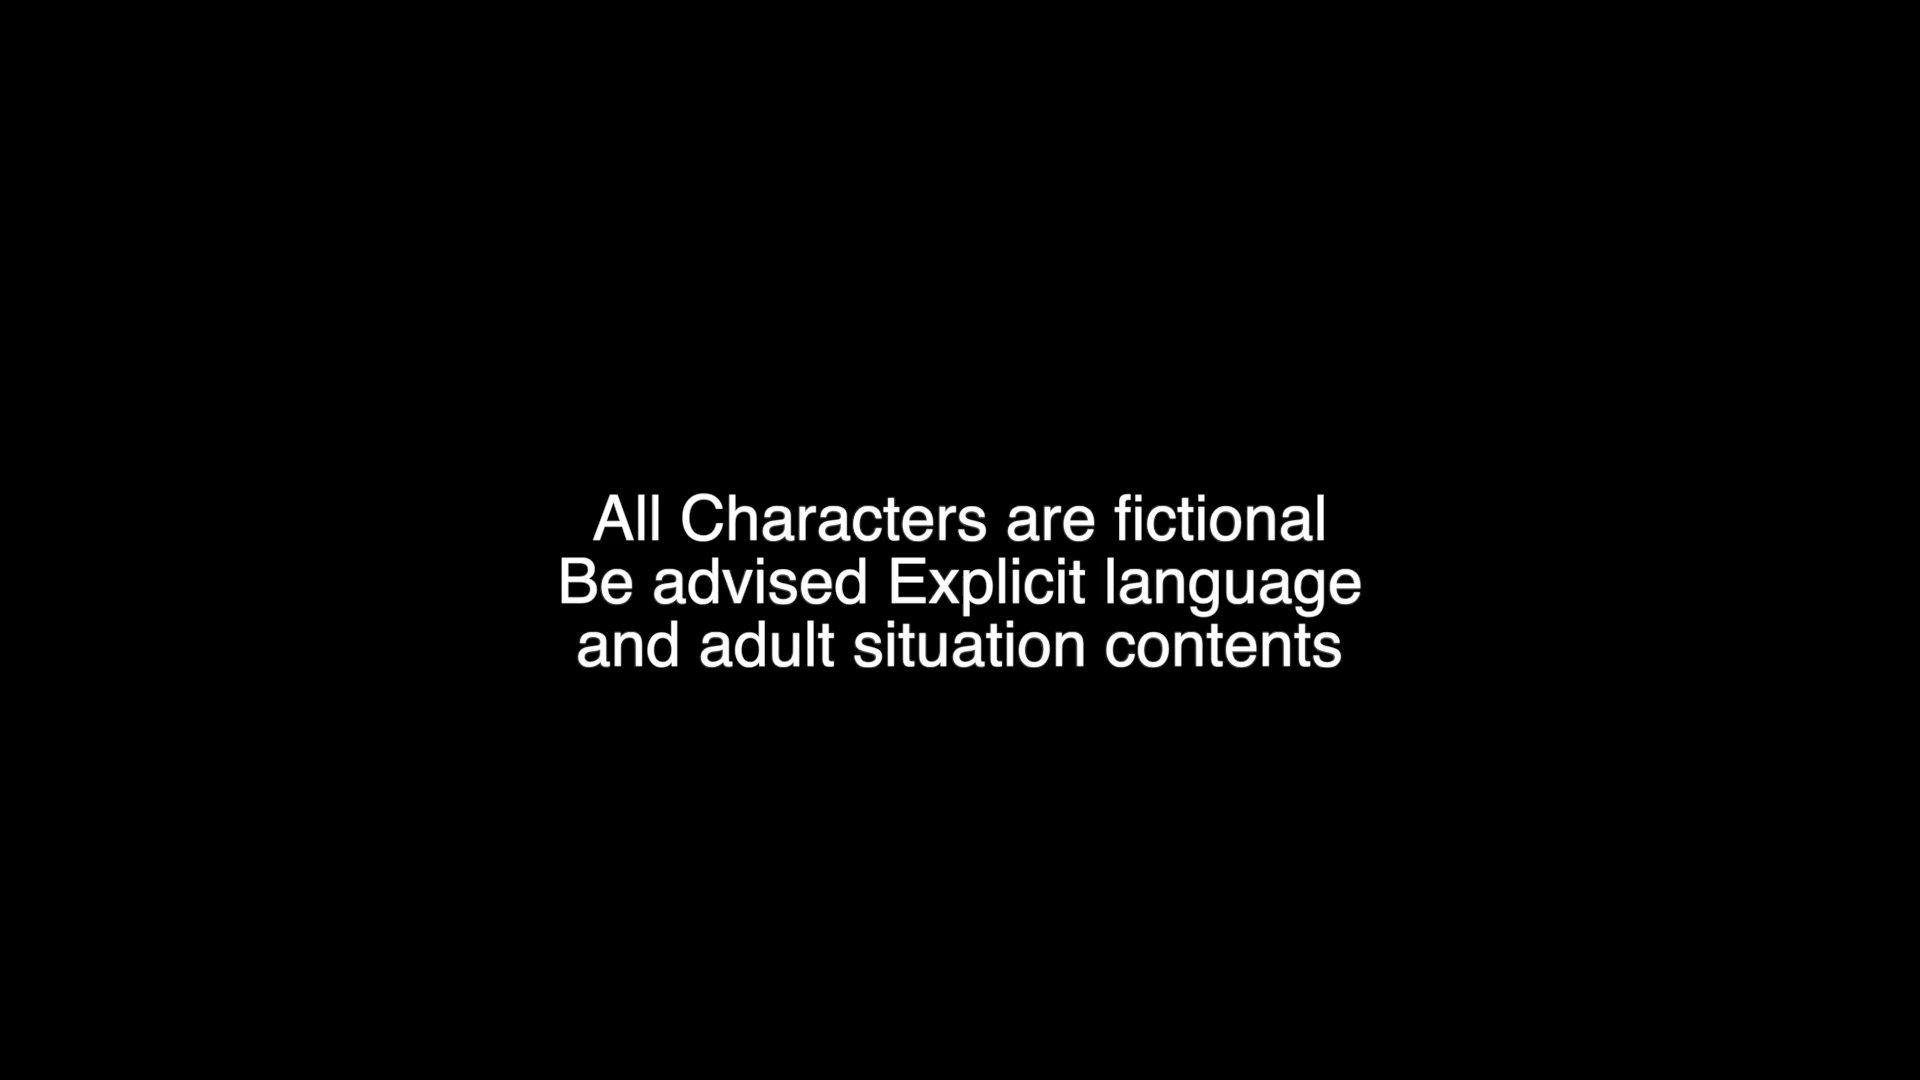 All Characters are fictional
Be advised Explicit language
and adult situation contents